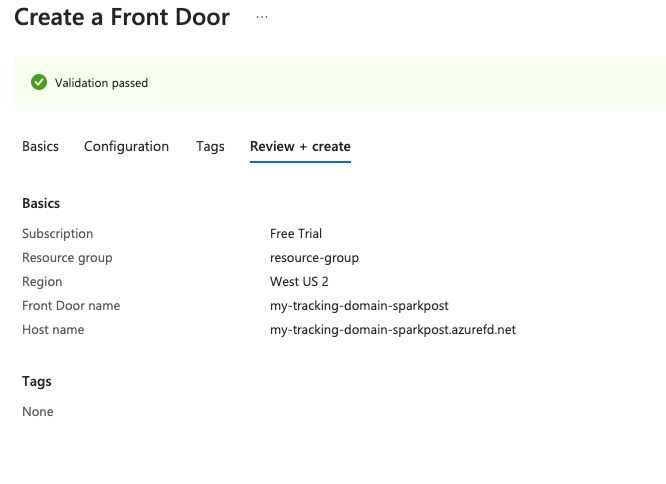 Create a Front Door ...
Validation passed
Basics Configuration Tags Review + create
Basics
Subscription Free Trial
Resource group resource-group
Region West US 2
Front Door name my-tracking-domain-sparkpost
Host name my-tracking-domain-sparkpost.azurefd.net
Tags
None